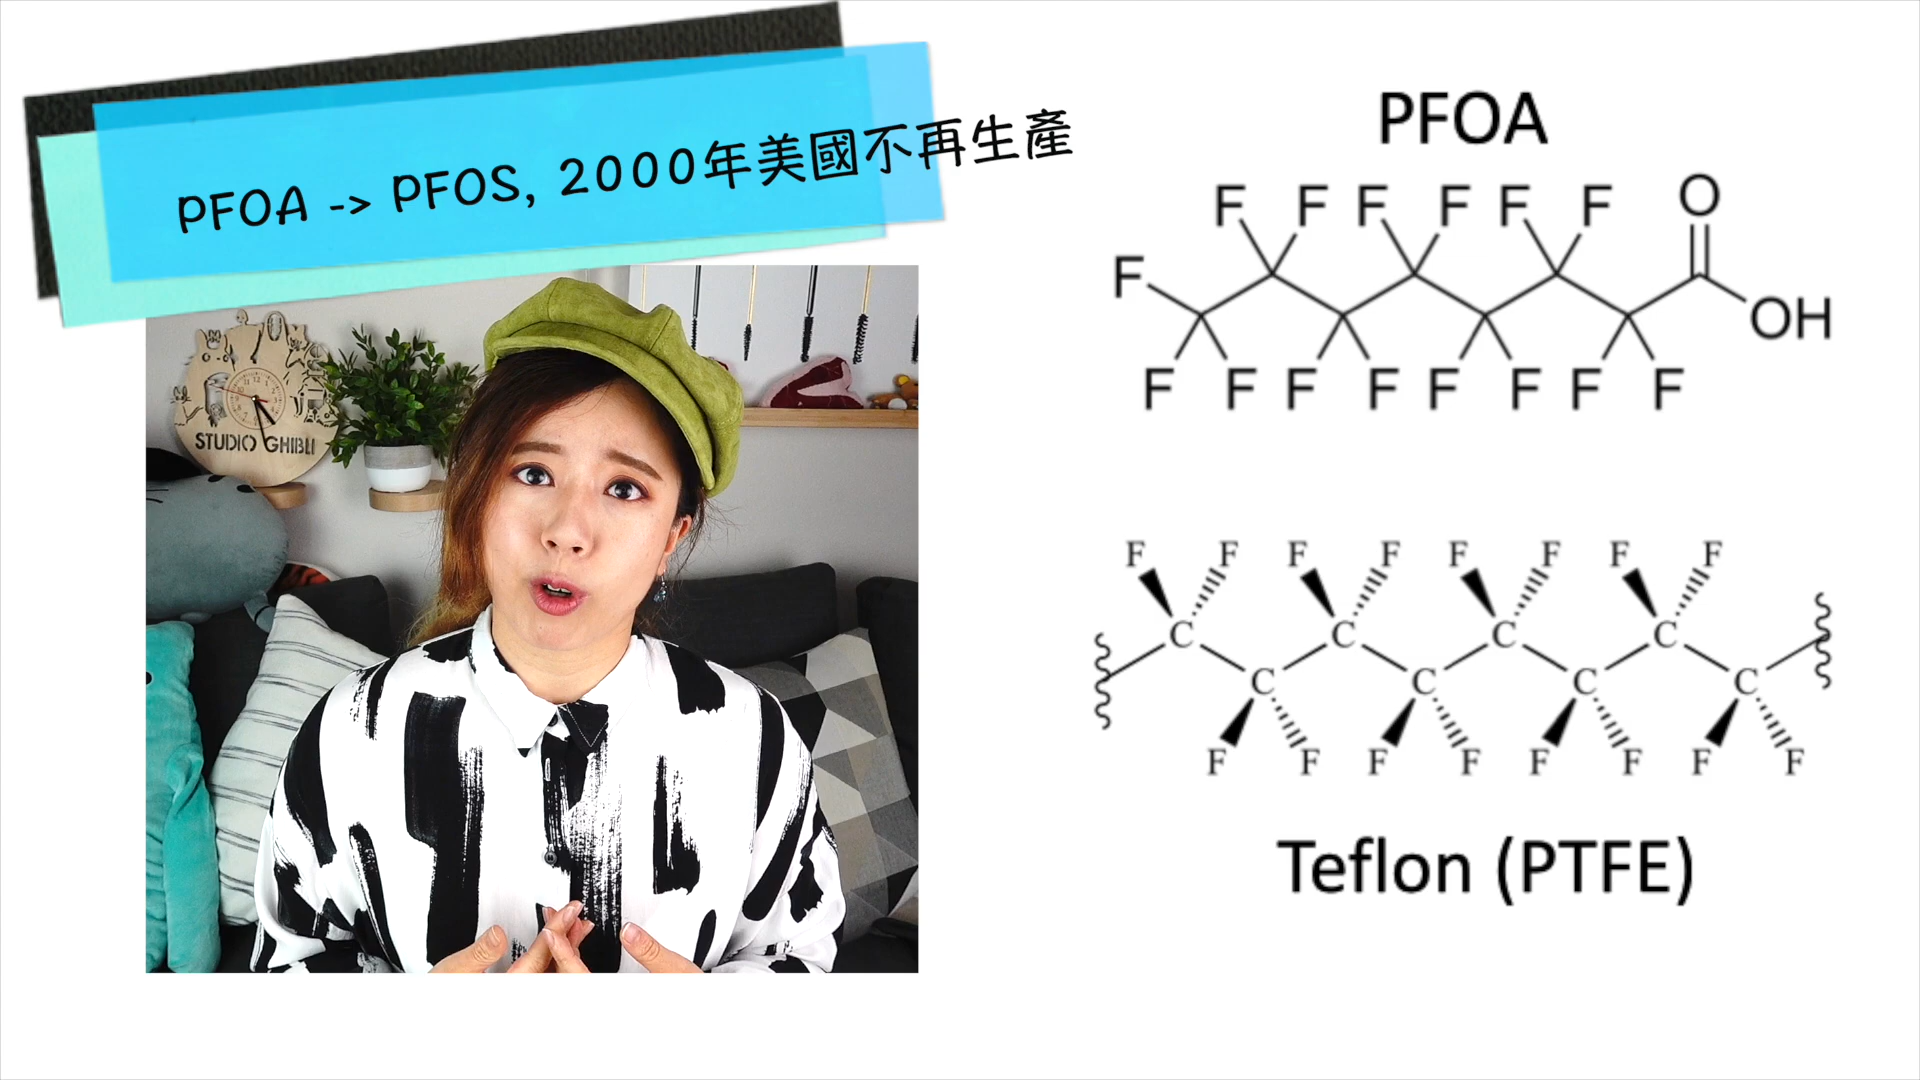 PFOA -> PFOS, 2000年美國不再生產
STUDIO GHIBLI
PFOA
F F F F F F O
F
OH
F F F F F F F F
F F F F F F F F
C C C C
C C C C
F F F F F F F F
Teflon (PTFE)